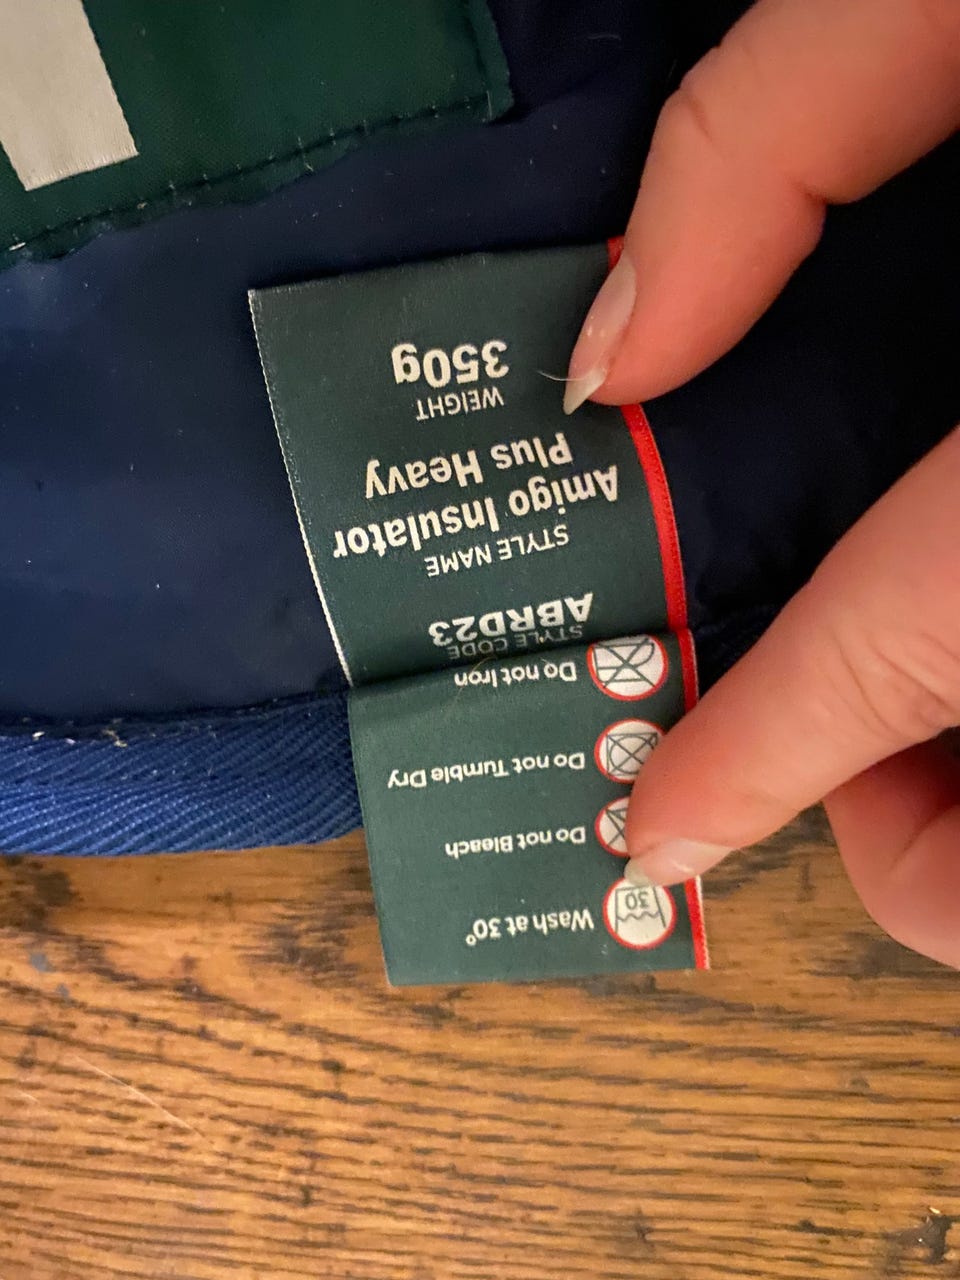 30
Wash at 30°
Do not Bleach
Do not Tumble Dry
Do not Iron
STYLE CODE
ABRD23
STYLE NAME
Amigo Insulator
Plus Heavy
WEIGHT
350g